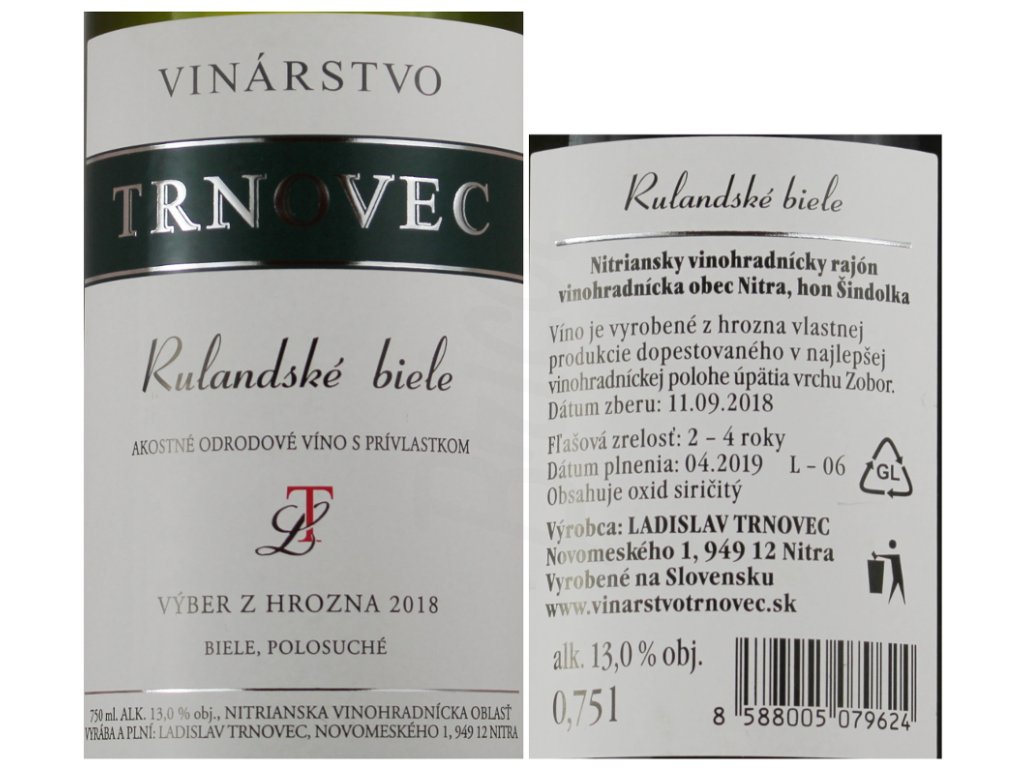 VINÁRSTVO
TRNOVEC
Rulandské biele
AKOSTNÉ ODRODOVÉ VÍNO S PRÍVLASTKOM
LT
VÝBER Z HROZNA 2018
BIELE, POLOSUCHÉ
750 ml. ALK. 13,0 % obj., NITRIANSKA VINOHRADNÍCKA OBLASŤ
VYRÁBA A PLNÍ: LADISLAV TRNOVEC, NOVOMESKÉHO 1, 949 12 NITRA
Rulandské biele
Nitriansky vinohradnícky rajón
vinohradnícka obec Nitra, hon Šindolka
Víno je vyrobené z hrozna vlastnej
produkcie dopestovaného v najlepšej
vinohradníckej polohe úpätia vrchu Zobor.
Dátum zberu: 11.09.2018
Fľašová zrelosť: 2 – 4 roky
Dátum plnenia: 04.2019 L – 06
Obsahuje oxid siričitý
GL
Výrobca: LADISLAV TRNOVEC
Novomeského 1, 949 12 Nitra
Vyrobené na Slovensku
www.vinarstvotrnovec.sk
alk. 13,0 % obj.
0,75 l
8 588005 079624